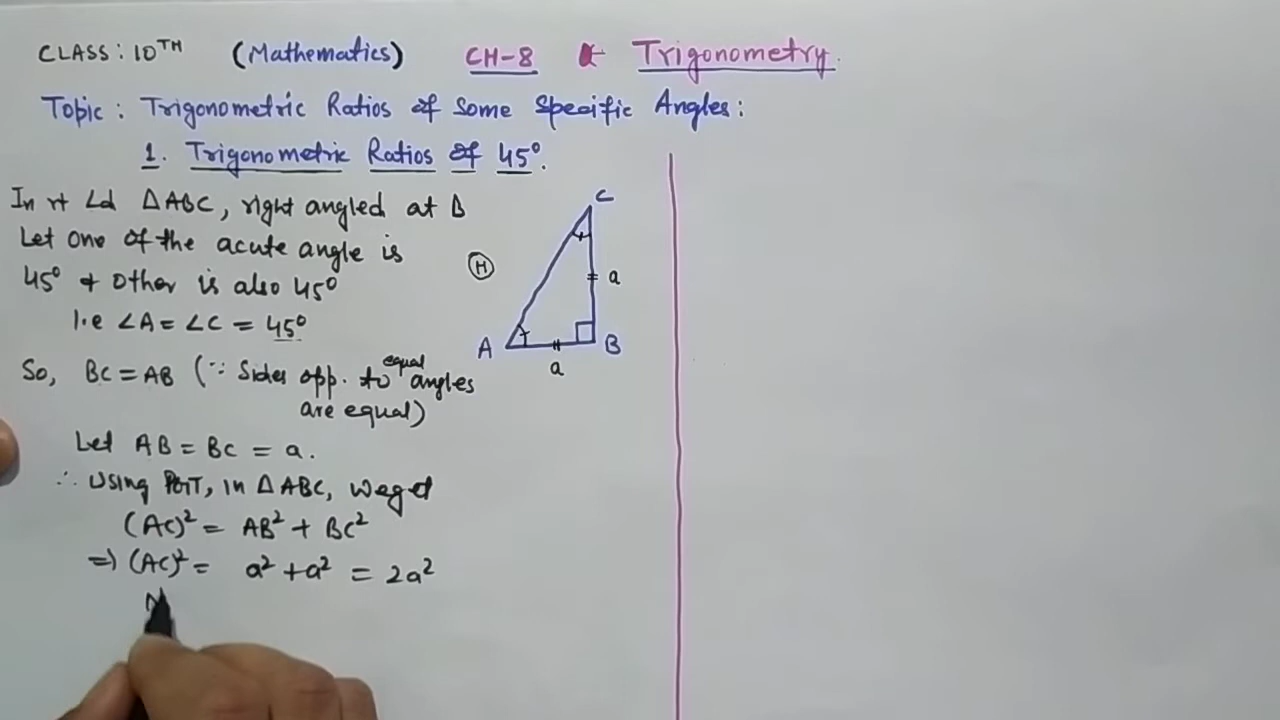 CLASS: 10TH (Mathematics) CH-8 Trigonometry.
Topic: Trigonometric Ratios of Some Specific Angles:
1. Trigonometric Ratios of 45°.
In rt ∠d ΔABC, right angled at B
Let one of the acute angle is
45° & other is also 45°
i.e ∠A = ∠C = 45°
So, BC = AB (∵ Sides opp. to equal angles
are equal)
Let AB = BC = a.
∴ Using PGT, in ΔABC, we get
(AC)² = AB² + BC²
⇒ (AC)² = a² + a² = 2a²
C
H
a
A
B
a